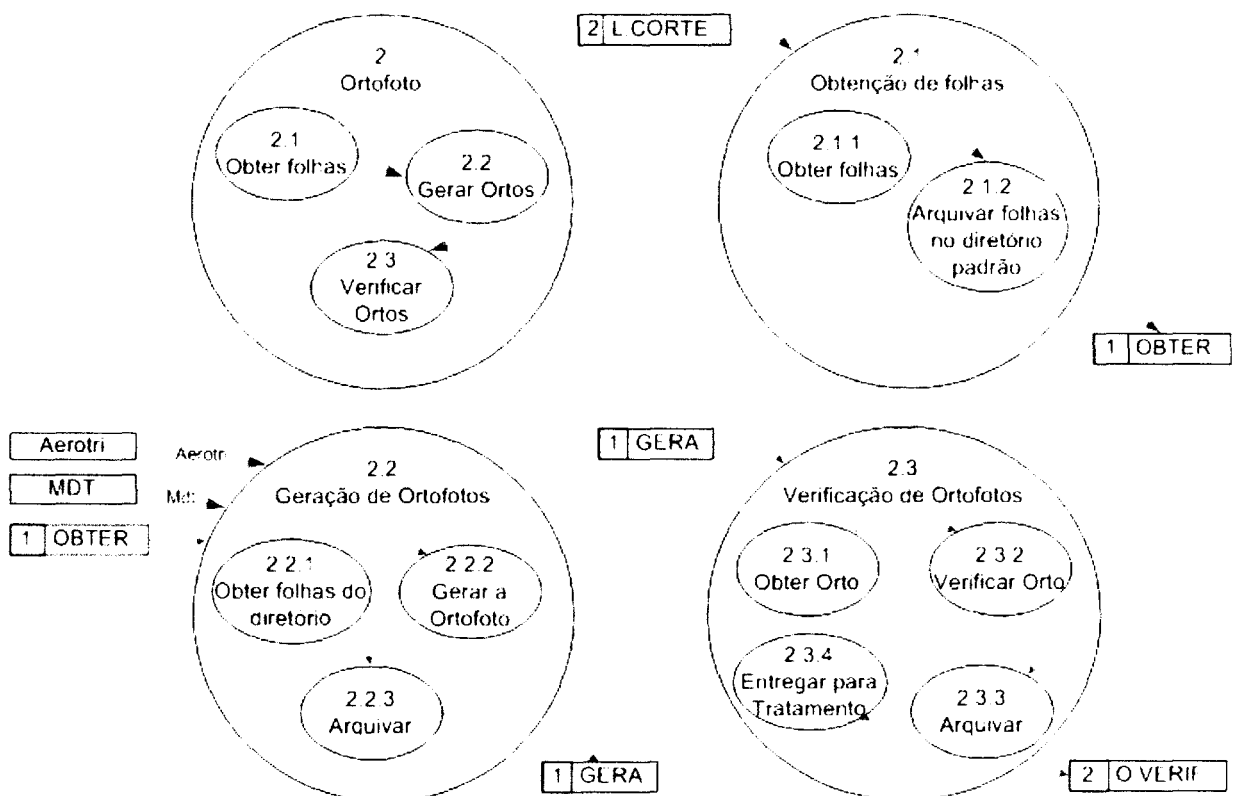 2
Ortofoto
2.1
Obter folhas
2.2
Gerar Ortos
2 3
Verificar
Ortos
2 L CORTE
2.1
Obtenção de folhas
2.1 1
Obter folhas
2 1.2
Arquivar folhas
no diretório
padrão
1 OBTER
Aerotri
MDT
1 OBTER
Aerotri
Mdt
2.2
Geração de Ortofotos
2 2.1
Obter folhas do
diretório
2 2.2
Gerar a
Ortofoto
2.2.3
Arquivar
1 GERA
1 GERA
2.3
Verificação de Ortofotos
2 3.1
Obter Orto
2 3 2
Verificar Orto
2 3.4
Entregar para
Tratamento
2 3.3
Arquivar
2 O VERIF